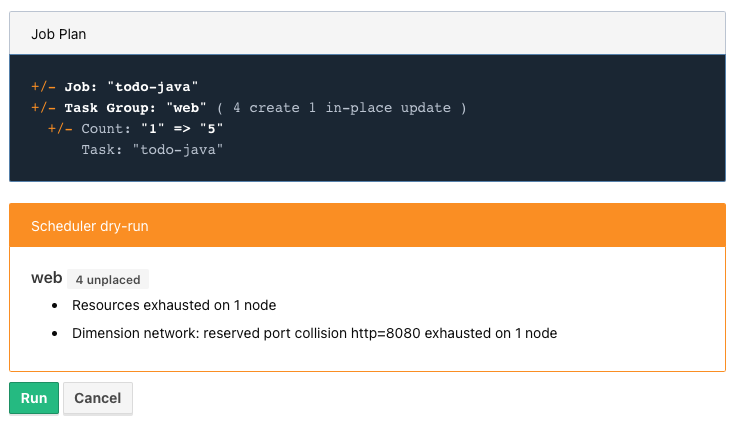 Job Plan
+/- Job: "todo-java"
+/- Task Group: "web" ( 4 create 1 in-place update )
+/- Count: "1" => "5"
Task: "todo-java"
Scheduler dry-run
web 4 unplaced
• Resources exhausted on 1 node
• Dimension network: reserved port collision http=8080 exhausted on 1 node
Run Cancel